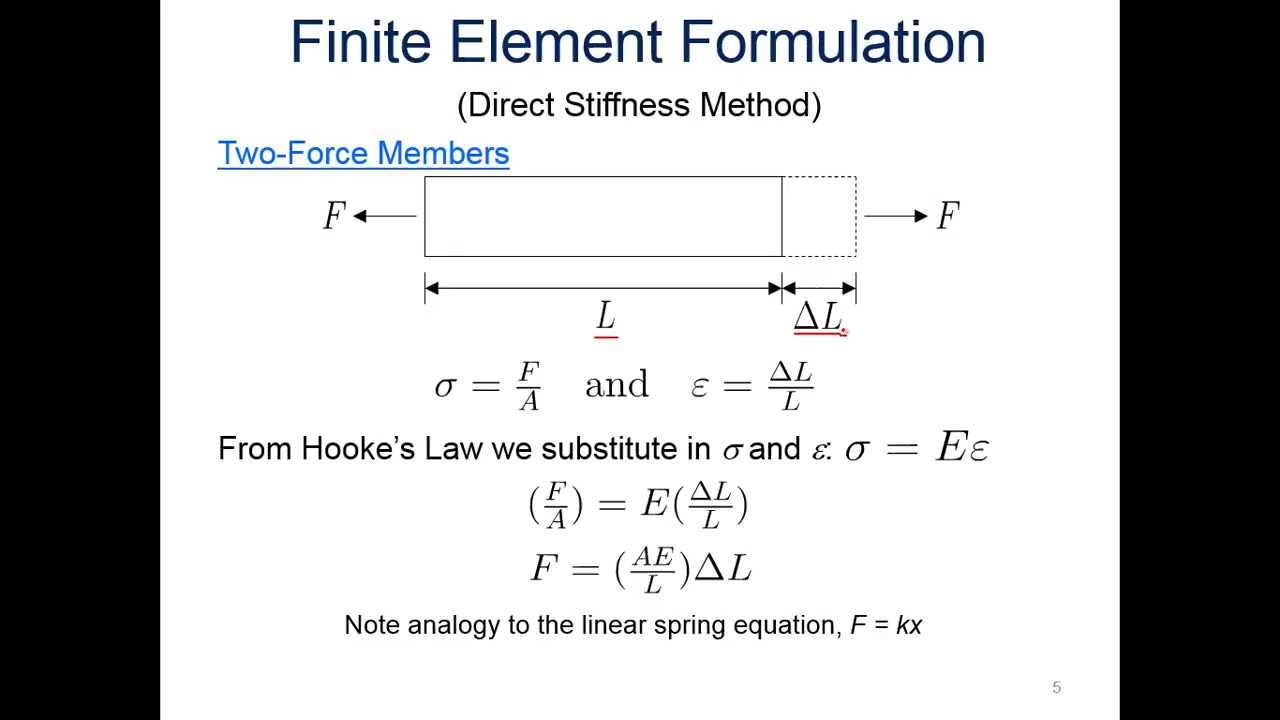 Finite Element Formulation
(Direct Stiffness Method)
Two-Force Members
F F
L ΔL
σ = F/A and ε = ΔL/L
From Hooke's Law we substitute in σ and ε: σ = Eε
(F/A) = E(ΔL/L)
F = (AE/L)ΔL
Note analogy to the linear spring equation, F = kx
5